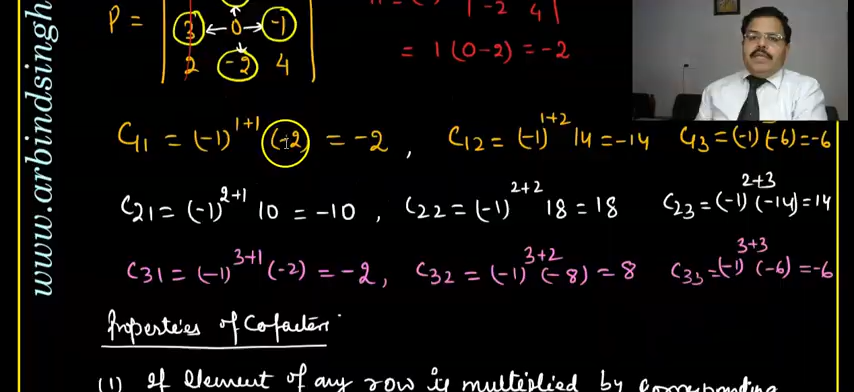 www.arbindsingh
P = | 3 0 -1 |
2 -2 4
-2 4
= 1 (0-2) = -2
C11 = (-1)^1+1 (-2) = -2 , C12 = (-1)^1+2 14 = -14 C13 = (-1) (-6) = -6
C21 = (-1)^2+1 10 = -10 , C22 = (-1)^2+2 18 = 18 C23 = (-1)^2+3 (-14) = 14
C31 = (-1)^3+1 (-2) = -2 , C32 = (-1)^3+2 (-8) = 8 C33 = (-1)^3+3 (-6) = -6
Properties of Cofactors
(1) If Element of any row is multiplied by corresponding